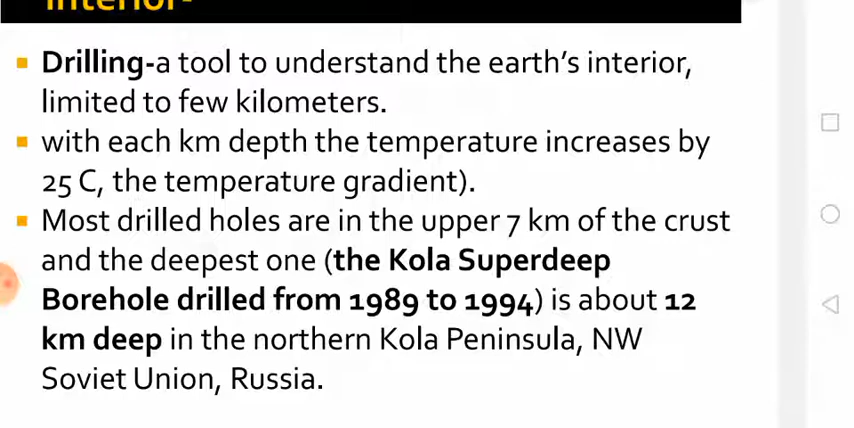 interior-
Drilling-a tool to understand the earth's interior,
limited to few kilometers.
with each km depth the temperature increases by
25 C, the temperature gradient).
Most drilled holes are in the upper 7 km of the crust
and the deepest one (the Kola Superdeep
Borehole drilled from 1989 to 1994) is about 12
km deep in the northern Kola Peninsula, NW
Soviet Union, Russia.